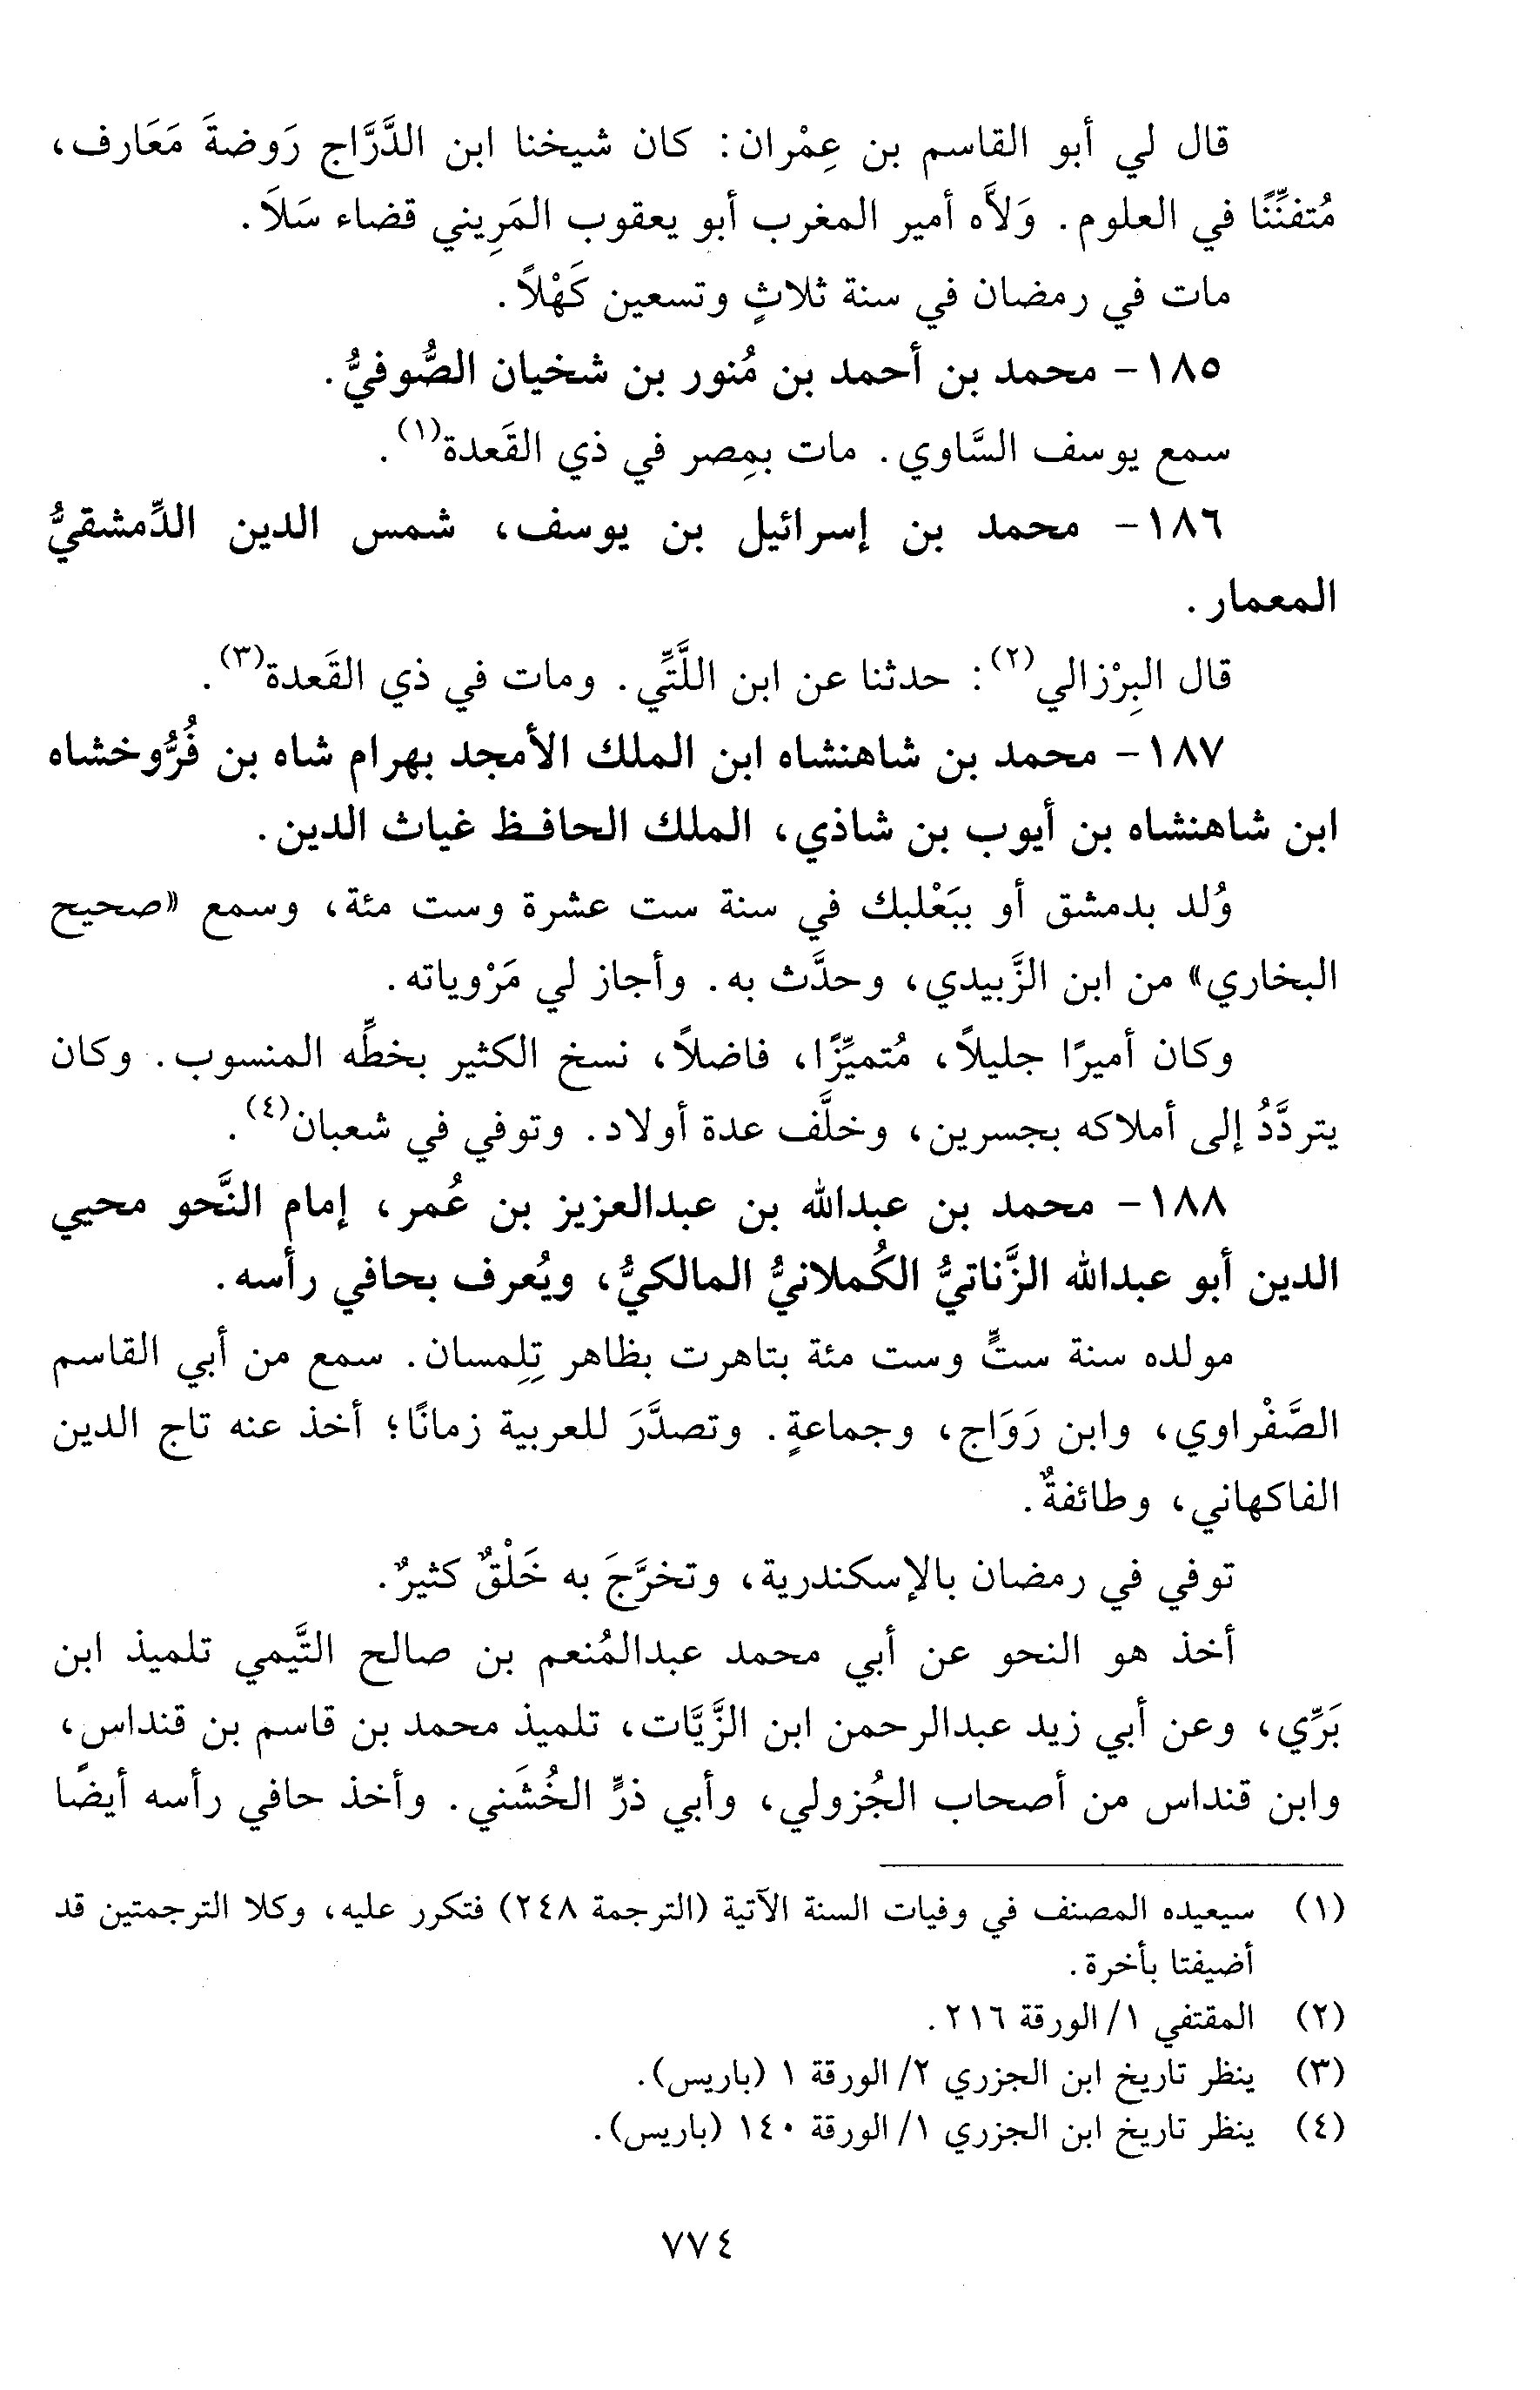 قال لي أبو القاسم بن عِمْران: كان شيخنا ابن الدَّرَّاج رَوضةَ مَعَارف،
مُتفنِّنًا في العلوم. وَلاَّه أمير المغرب أبو يعقوب المَرِيني قضاء سَلاَ.
مات في رمضان في سنة ثلاثٍ وتسعين كَهْلاً.
١٨٥- محمد بن أحمد بن مُنور بن شخيان الصُّوفيُّ.
سمع يوسف السَّاوي. مات بمِصر في ذي القَعدة(١).
١٨٦- محمد بن إسرائيل بن يوسف، شمس الدين الدِّمشقيُّ
المعمار.
قال البِرْزالي(٢): حدثنا عن ابن اللَّتِّي. ومات في ذي القَعدة(٣).
١٨٧- محمد بن شاهنشاه ابن الملك الأمجد بهرام شاه بن فُرُّوخشاه
ابن شاهنشاه بن أيوب بن شاذي، الملك الحافظ غياث الدين.
وُلد بدمشق أو ببَعْلبك في سنة ست عشرة وست مئة، وسمع «صحيح
البخاري» من ابن الزَّبيدي، وحدَّث به. وأجاز لي مَرْوياته.
وكان أميرًا جليلاً، مُتميِّزًا، فاضلاً، نسخ الكثير بخطِّه المنسوب. وكان
يتردَّدُ إلى أملاكه بجسرين، وخلَّف عدة أولاد. وتوفي في شعبان(٤).
١٨٨- محمد بن عبدالله بن عبدالعزيز بن عُمر، إمام النَّحو محيي
الدين أبو عبدالله الزَّناتيُّ الكُملانيُّ المالكيُّ، ويُعرف بحافي رأسه.
مولده سنة ستٍّ وست مئة بتاهرت بظاهر تِلِمسان. سمع من أبي القاسم
الصَّفْراوي، وابن رَوَاج، وجماعةٍ. وتصدَّرَ للعربية زمانًا؛ أخذ عنه تاج الدين
الفاكهاني، وطائفةٌ.
توفي في رمضان بالإسكندرية، وتخرَّجَ به خَلْقٌ كثيرٌ.
أخذ هو النحو عن أبي محمد عبدالمُنعم بن صالح التَّيمي تلميذ ابن
بَرِّي، وعن أبي زيد عبدالرحمن ابن الزَّيَّات، تلميذ محمد بن قاسم بن قنداس،
وابن قنداس من أصحاب الجُزولي، وأبي ذرٍّ الخُشَني. وأخذ حافي رأسه أيضًا
(١) سيعيده المصنف في وفيات السنة الآتية (الترجمة ٢٤٨) فتكرر عليه، وكلا الترجمتين قد
أضيفتا بأخرة.
(٢) المقتفي ١/ الورقة ٢١٦.
(٣) ينظر تاريخ ابن الجزري ٢/ الورقة ١ (باريس).
(٤) ينظر تاريخ ابن الجزري ١/ الورقة ١٤٠ (باريس).
٧٧٤